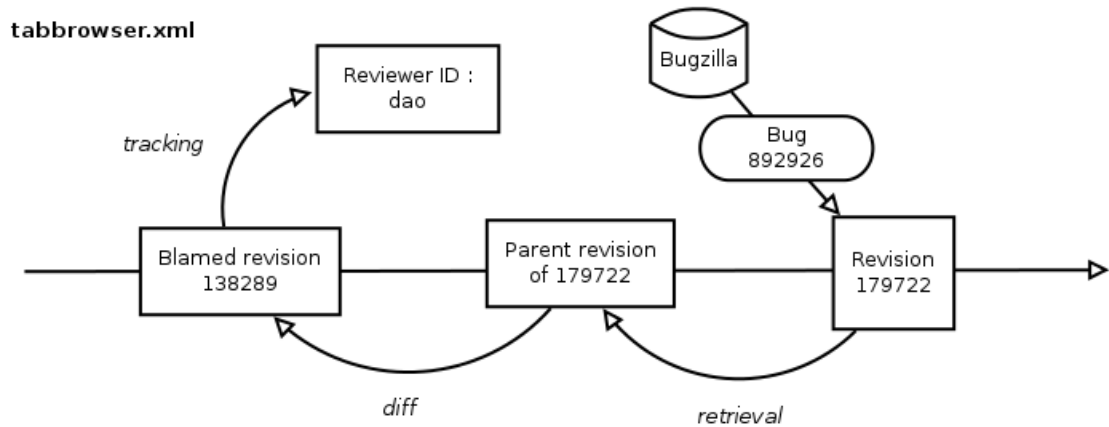 tabbrowser.xml
Reviewer ID :
dao
Bugzilla
tracking
Bug
892926
Blamed revision
138289
Parent revision
of 179722
Revision
179722
diff
retrieval